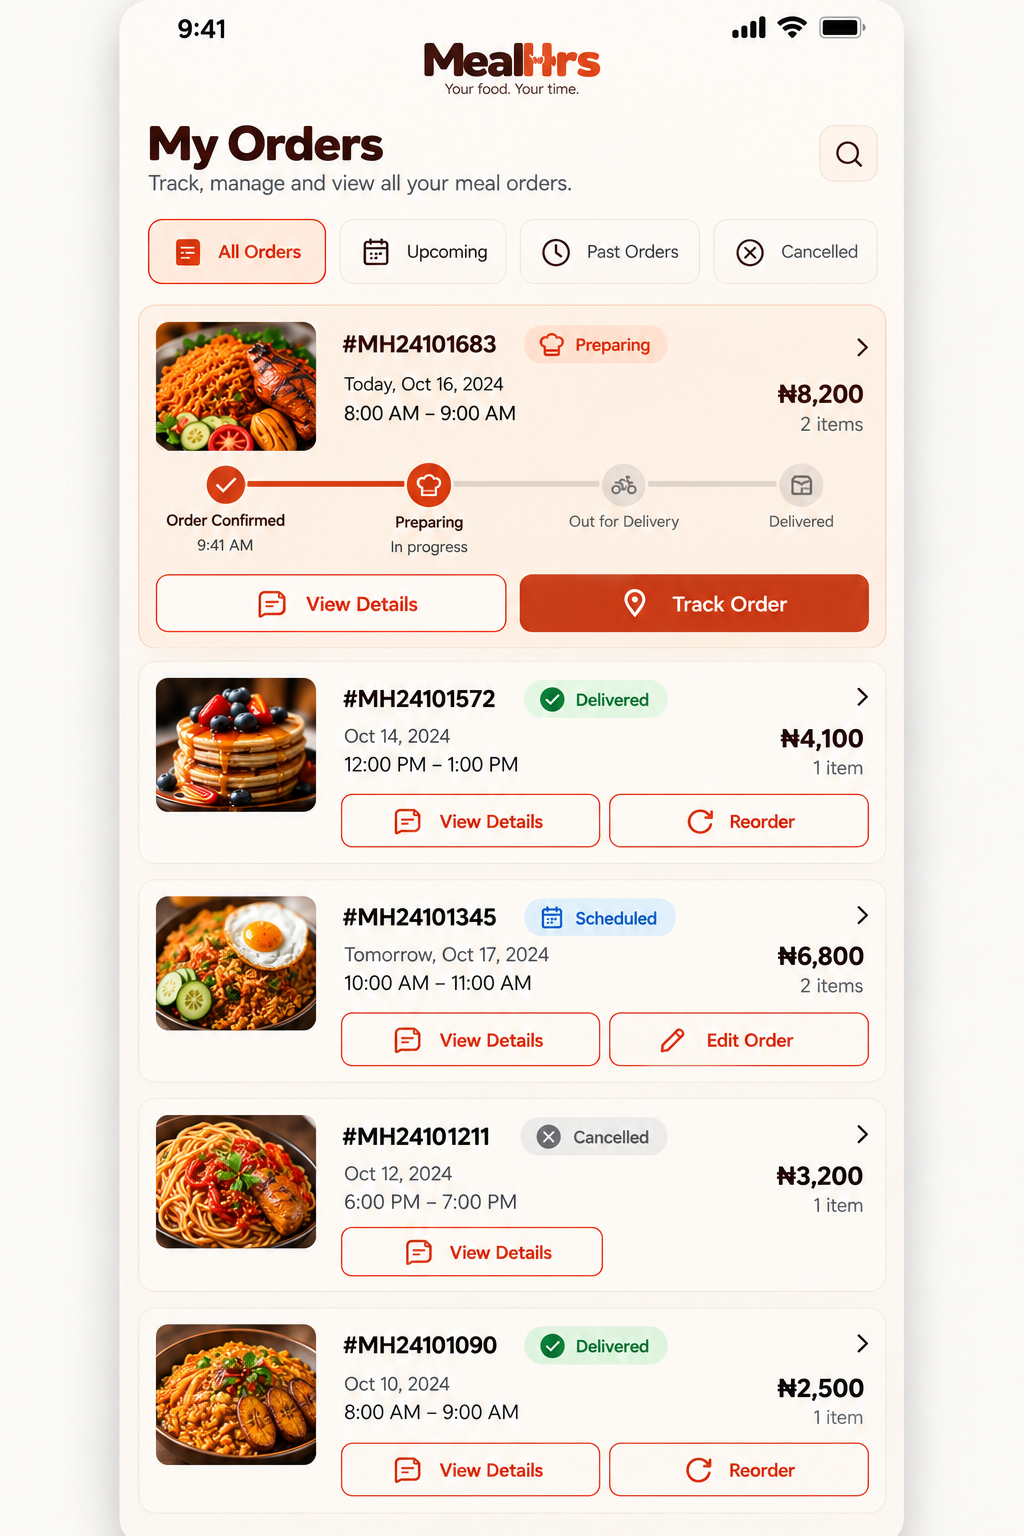 9:41
MealHrs
Your food. Your time.
My Orders
Track, manage and view all your meal orders.
All Orders
Upcoming
Past Orders
Cancelled
#MH24101683
Preparing
Today, Oct 16, 2024
8:00 AM – 9:00 AM
₦8,200
2 items
Order Confirmed
9:41 AM
Preparing
In progress
Out for Delivery
Delivered
View Details
Track Order
#MH24101572
Delivered
Oct 14, 2024
12:00 PM – 1:00 PM
₦4,100
1 item
View Details
Reorder
#MH24101345
Scheduled
Tomorrow, Oct 17, 2024
10:00 AM – 11:00 AM
₦6,800
2 items
View Details
Edit Order
#MH24101211
Cancelled
Oct 12, 2024
6:00 PM – 7:00 PM
₦3,200
1 item
View Details
#MH24101090
Delivered
Oct 10, 2024
8:00 AM – 9:00 AM
₦2,500
1 item
View Details
Reorder